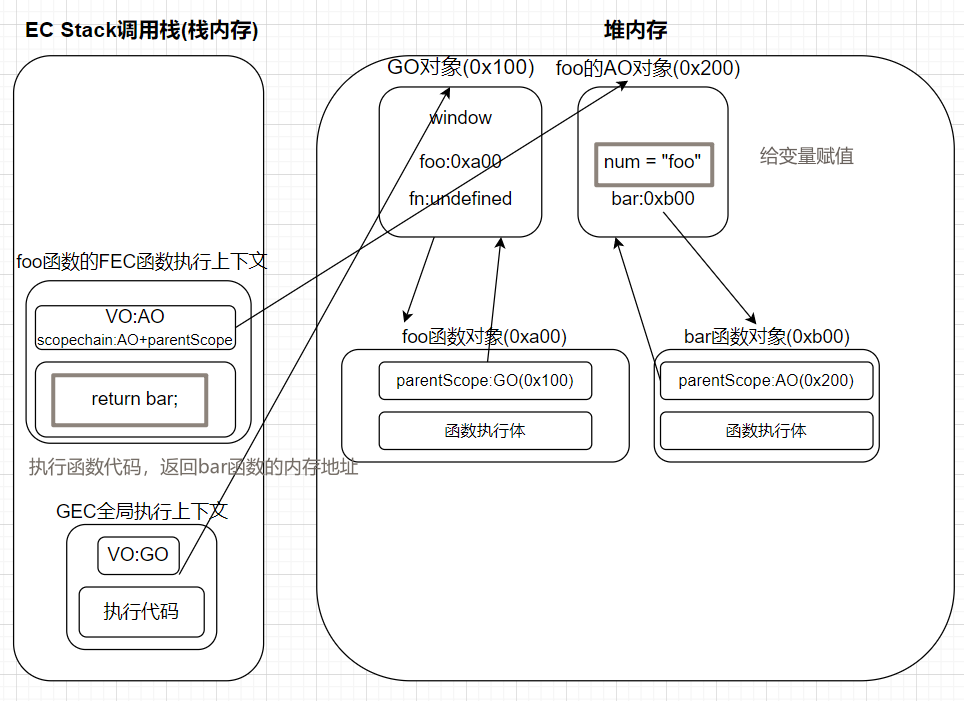 EC Stack调用栈(栈内存)
堆内存
GO对象(0x100)
foo的AO对象(0x200)
window
foo:0xa00
fn:undefined
num = "foo"
bar:0xb00
给变量赋值
foo函数的FEC函数执行上下文
VO:AO
scopechain:AO+parentScope
return bar;
执行函数代码，返回bar函数的内存地址
foo函数对象(0xa00)
parentScope:GO(0x100)
函数执行体
bar函数对象(0xb00)
parentScope:AO(0x200)
函数执行体
GEC全局执行上下文
VO:GO
执行代码